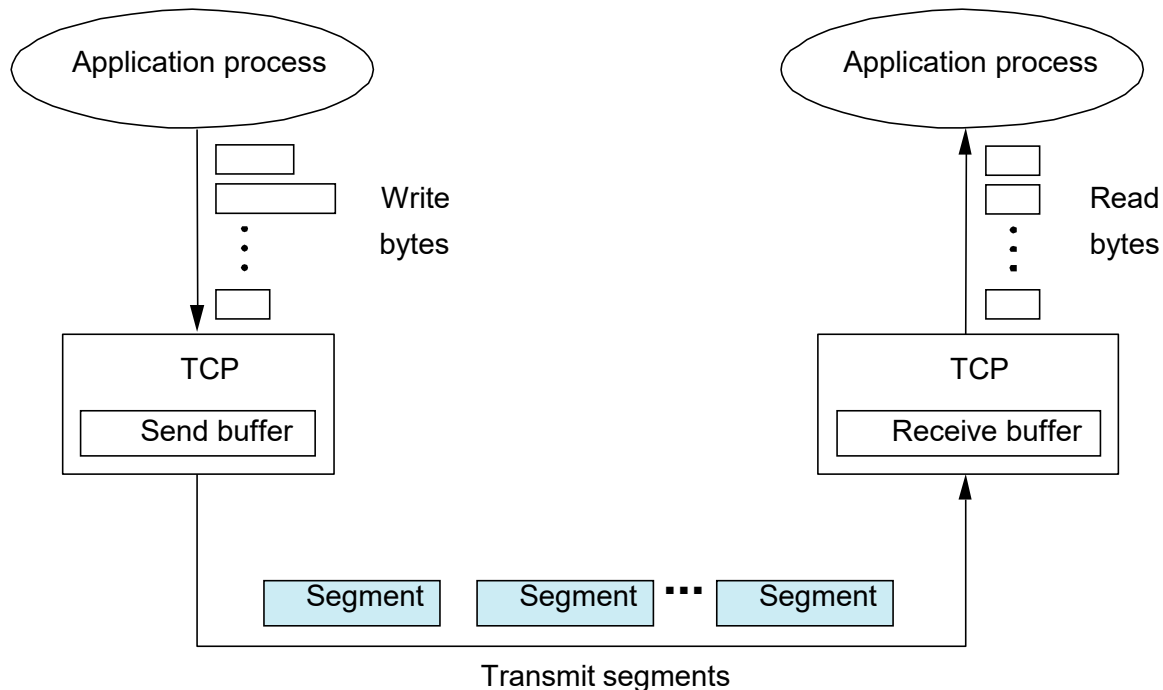 Application process
Application process
Write
bytes
Read
bytes
TCP
TCP
Send buffer
Receive buffer
Segment
Segment
Segment
Transmit segments